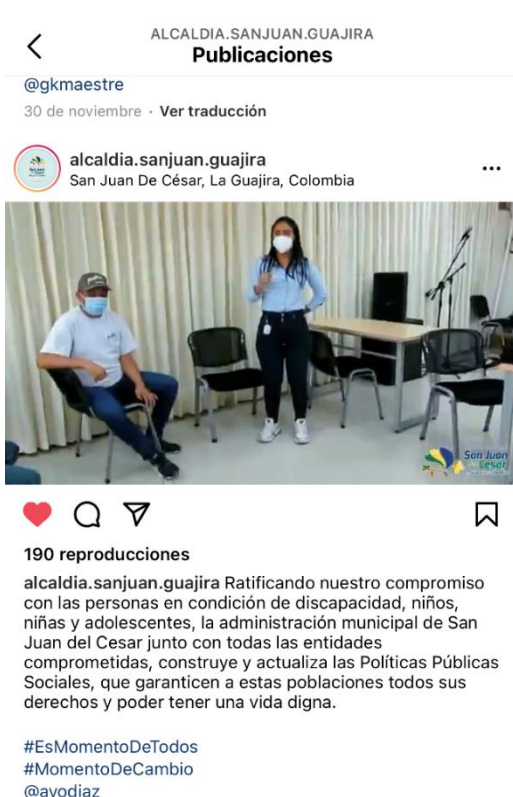 ALCALDIA.SANJUAN.GUAJIRA
Publicaciones
@gkmaestre
30 de noviembre · Ver traducción
alcaldia.sanjuan.guajira
San Juan De César, La Guajira, Colombia
San Juan
Cesar
190 reproducciones
alcaldia.sanjuan.guajira Ratificando nuestro compromiso
con las personas en condición de discapacidad, niños,
niñas y adolescentes, la administración municipal de San
Juan del Cesar junto con todas las entidades
comprometidas, construye y actualiza las Políticas Públicas
Sociales, que garanticen a estas poblaciones todos sus
derechos y poder tener una vida digna.
#EsMomentoDeTodos
#MomentoDeCambio
@ayodiaz